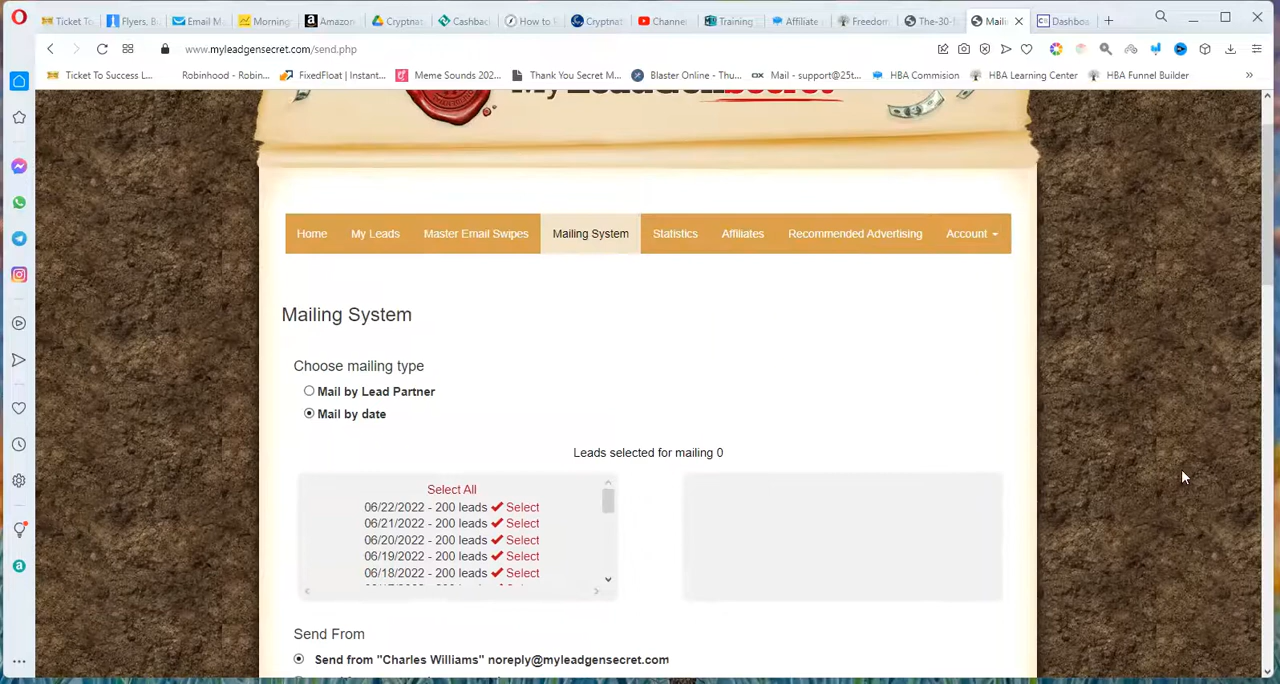 Ticket To
Flyers, B
Email M
Morning
Amazon
Cryptnat
Cashback
How to
Cryptnat
Channel
Training
Affiliate
Freedom
The-30-
Maili
Dashboa
www.myleadgensecret.com/send.php
Ticket To Success L...
Robinhood - Robin...
FixedFloat | Instant...
Meme Sounds 202...
Thank You Secret M...
Blaster Online - Thu...
Mail - support@25t...
HBA Commision
HBA Learning Center
HBA Funnel Builder
MyLeadGensecret
Home
My Leads
Master Email Swipes
Mailing System
Statistics
Affiliates
Recommended Advertising
Account
Mailing System
Choose mailing type
Mail by Lead Partner
Mail by date
Leads selected for mailing 0
Select All
06/22/2022 - 200 leads ✔ Select
06/21/2022 - 200 leads ✔ Select
06/20/2022 - 200 leads ✔ Select
06/19/2022 - 200 leads ✔ Select
06/18/2022 - 200 leads ✔ Select
Send From
Send from "Charles Williams" noreply@myleadgensecret.com